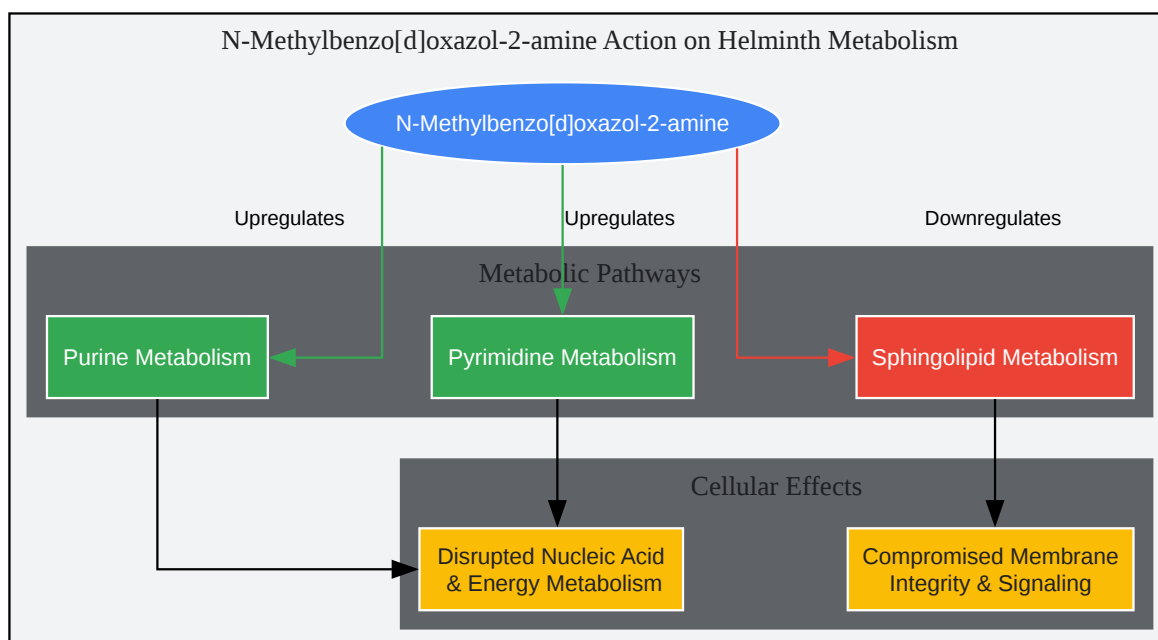 N-Methylbenzo[d]oxazol-2-amine Action on Helminth Metabolism
N-Methylbenzo[d]oxazol-2-amine
Upregulates
Upregulates
Downregulates
Metabolic Pathways
Purine Metabolism
Pyrimidine Metabolism
Sphingolipid Metabolism
Cellular Effects
Disrupted Nucleic Acid
& Energy Metabolism
Compromised Membrane
Integrity & Signaling